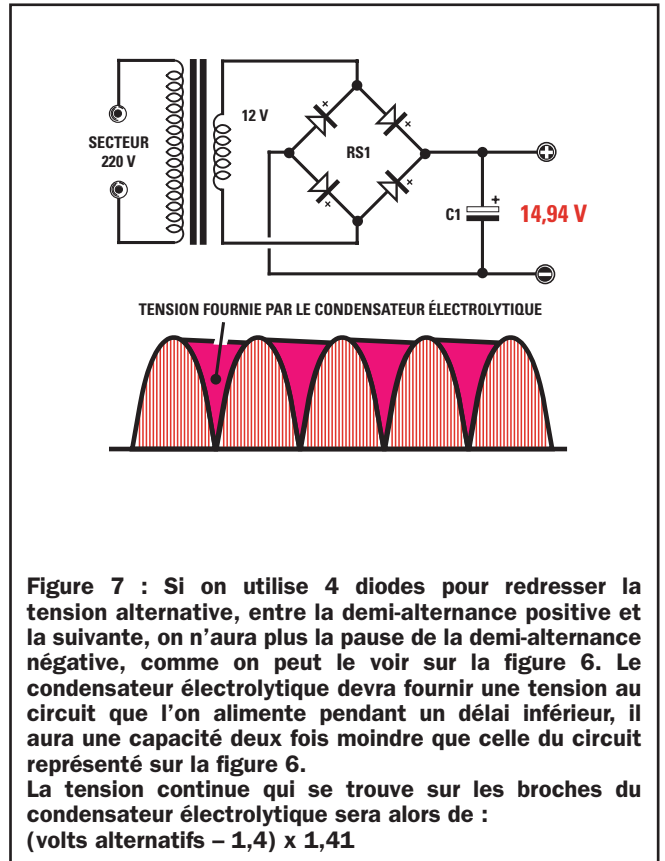 12 V
SECTEUR
220 V
RS1
+
+
+
+
+
C1
14,94 V
+
–
TENSION FOURNIE PAR LE CONDENSATEUR ÉLECTROLYTIQUE
Figure 7 : Si on utilise 4 diodes pour redresser la
tension alternative, entre la demi-alternance positive et
la suivante, on n’aura plus la pause de la demi-alternance
négative, comme on peut le voir sur la figure 6. Le
condensateur électrolytique devra fournir une tension au
circuit que l’on alimente pendant un délai inférieur, il
aura une capacité deux fois moindre que celle du circuit
représenté sur la figure 6.
La tension continue qui se trouve sur les broches du
condensateur électrolytique sera alors de :
(volts alternatifs – 1,4) x 1,41